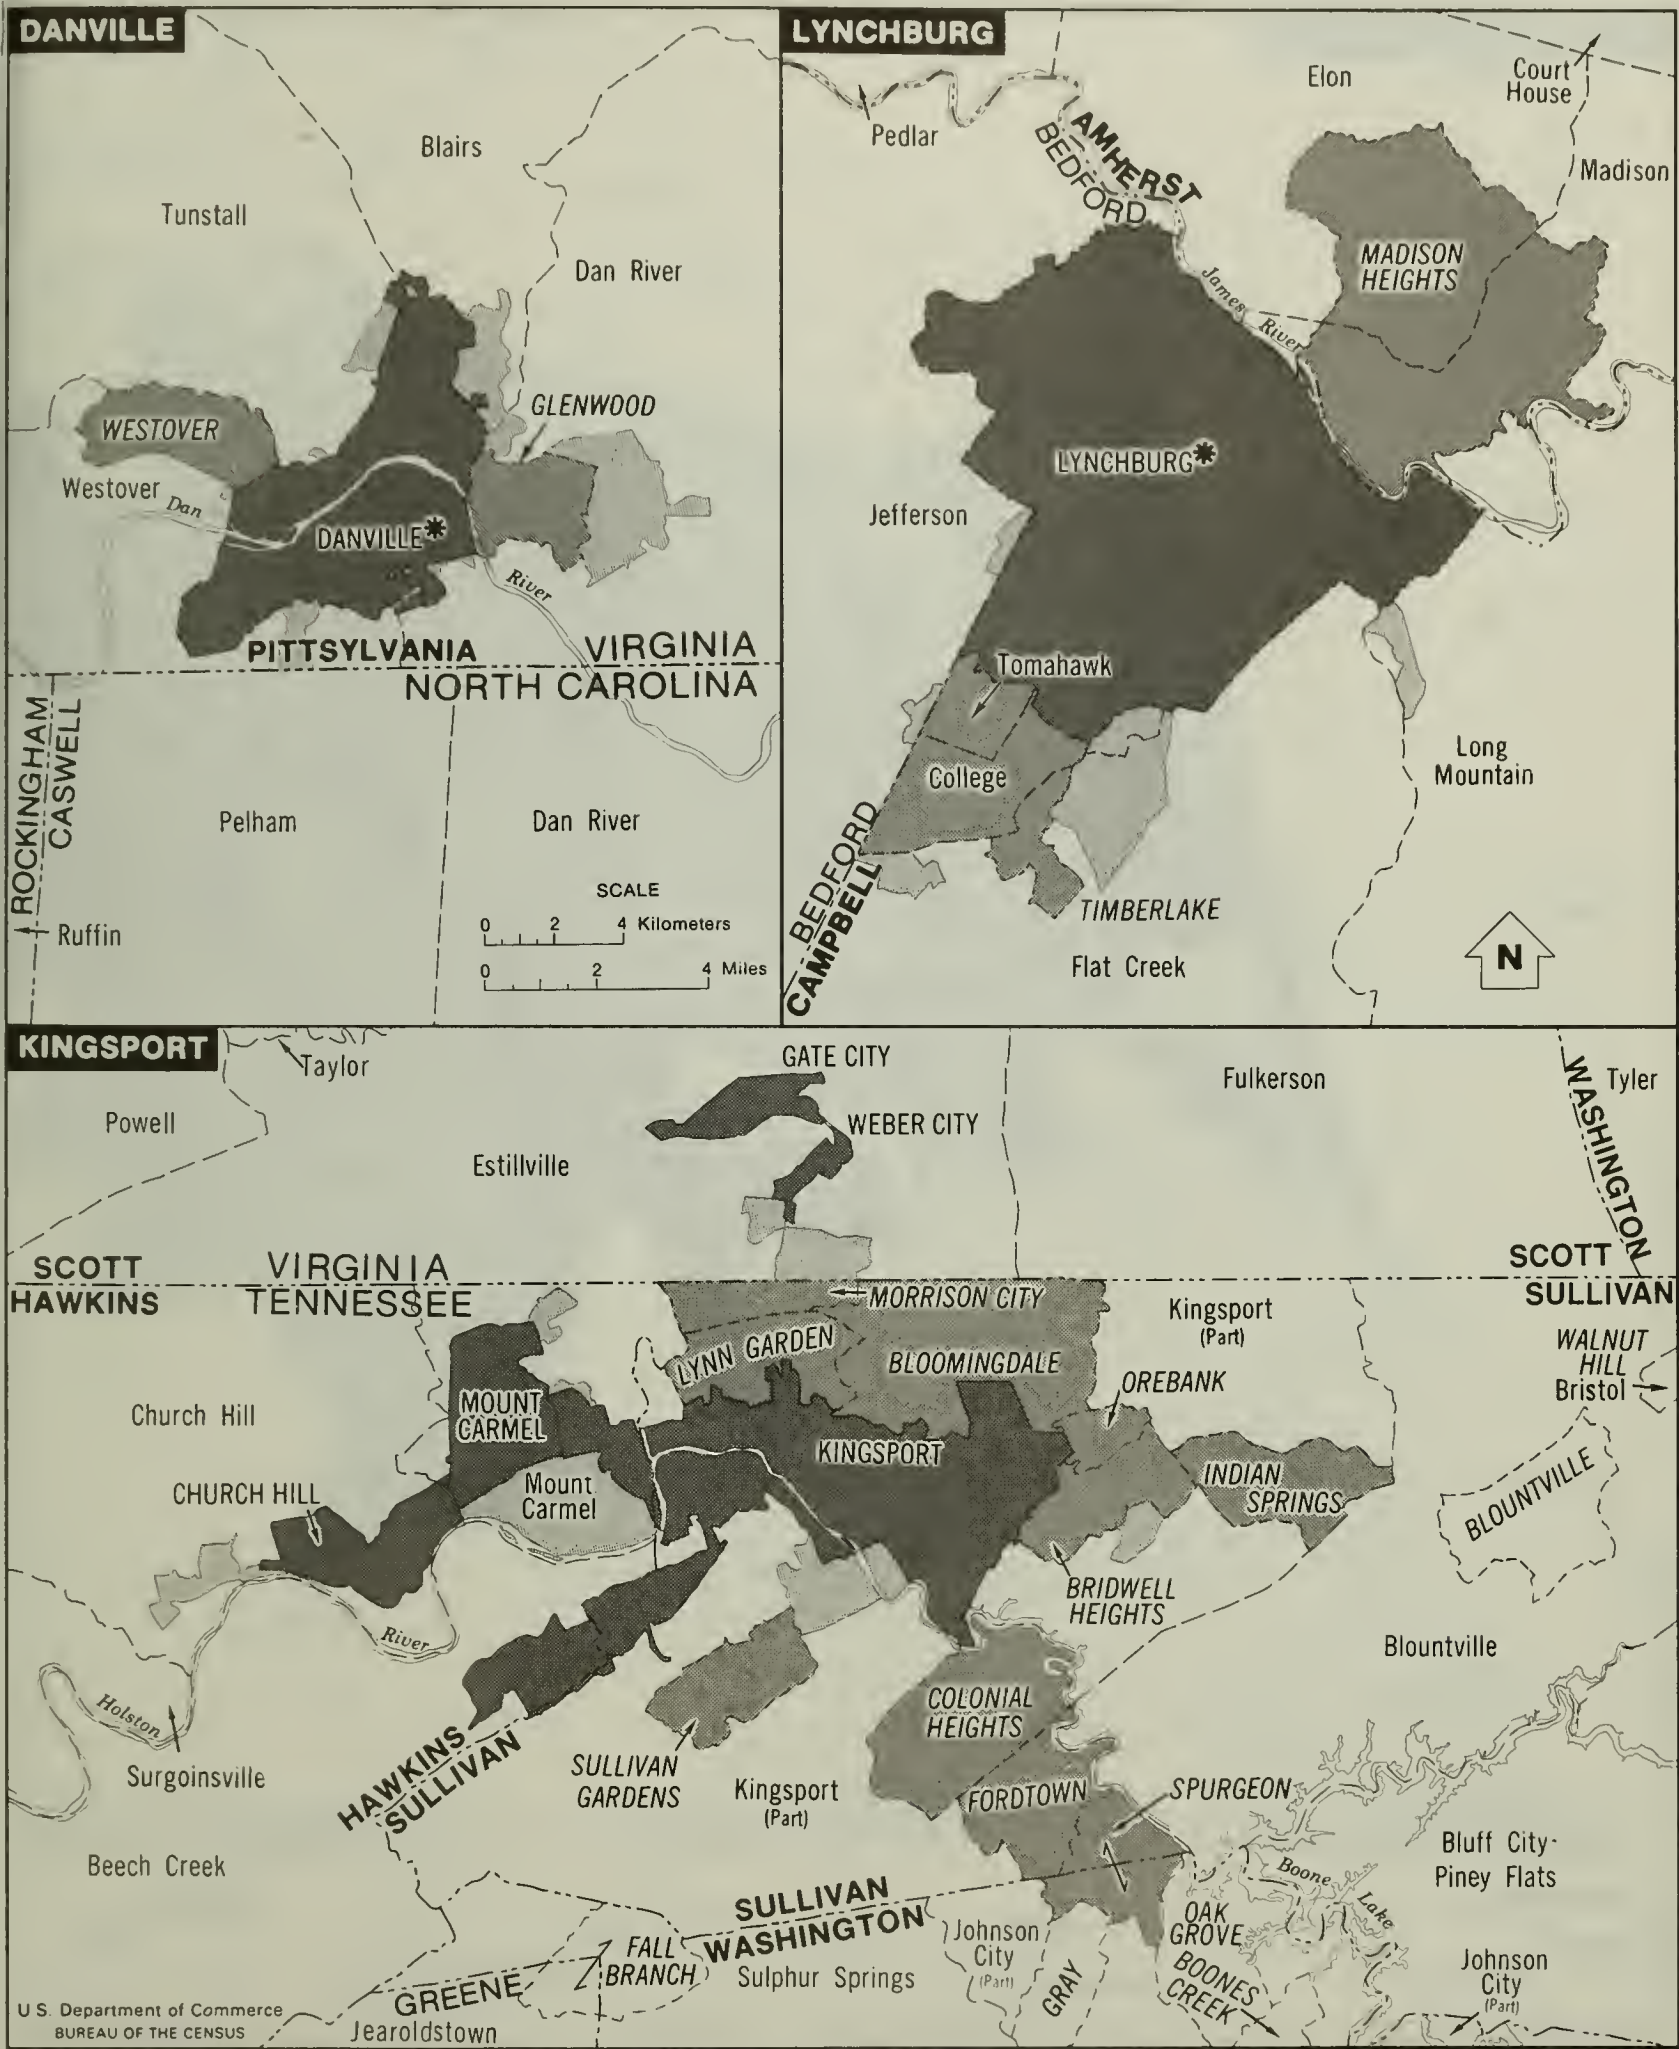 DANVILLE
Blairs
Tunstall
Dan River
WESTOVER
GLENWOOD
Westover
Dan
DANVILLE*
River
PITTSYLVANIA
VIRGINIA
NORTH CAROLINA
ROCKINGHAM
CASWELL
Pelham
Dan River
Ruffin
SCALE
0 2 4 Kilometers
0 2 4 Miles
LYNCHBURG
Elon
Court
House
Pedlar
AMHERST
BEDFORD
Madison
MADISON
HEIGHTS
James
River
LYNCHBURG*
Jefferson
Tomahawk
College
Long
Mountain
BEDFORD
CAMPBELL
TIMBERLAKE
Flat Creek
N
KINGSPORT
Taylor
Powell
GATE CITY
WEBER CITY
Estillville
Fulkerson
Tyler
WASHINGTON
SCOTT
VIRGINIA
SCOTT
HAWKINS
TENNESSEE
SULLIVAN
MORRISON CITY
Kingsport
(Part)
LYNN GARDEN
BLOOMINGDALE
WALNUT
HILL
Bristol
OREBANK
Church Hill
MOUNT
CARMEL
KINGSPORT
CHURCH HILL
Mount
Carmel
INDIAN
SPRINGS
BLOUNTVILLE
BRIDWELL
HEIGHTS
River
Blountville
Holston
COLONIAL
HEIGHTS
HAWKINS
SULLIVAN
Surgoinsville
SULLIVAN
GARDENS
Kingsport
(Part)
FORDTOWN
SPURGEON
Beech Creek
Bluff City-
Piney Flats
Boone
Lake
SULLIVAN
WASHINGTON
OAK
GROVE
FALL
BRANCH
Sulphur Springs
Johnson
City
(Part)
GRAY
BOONES
CREEK
Johnson
City
(Part)
GREENE
Jearoldstown
U.S. Department of Commerce
BUREAU OF THE CENSUS